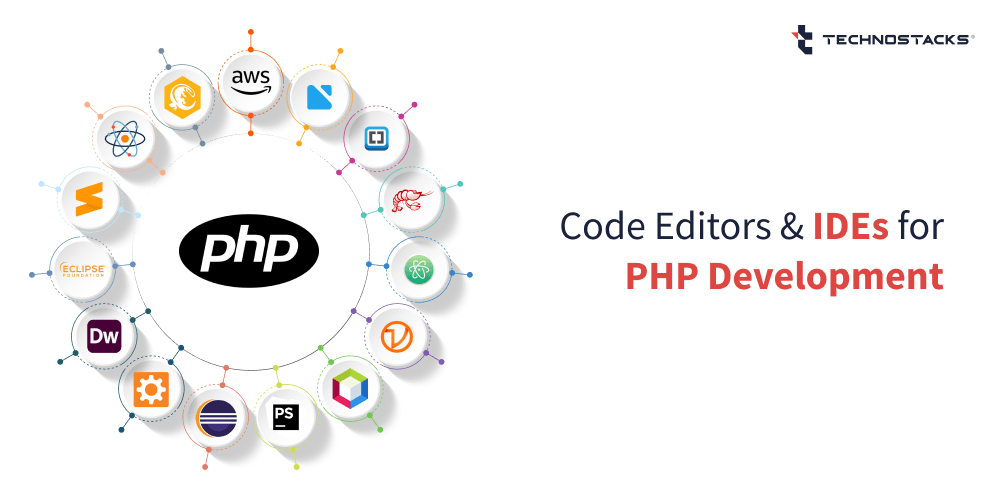 TECHNOSTACKS®
aws
php
ECLIPSE
FOUNDATION
Dw
PS
Code Editors & IDEs for
PHP Development